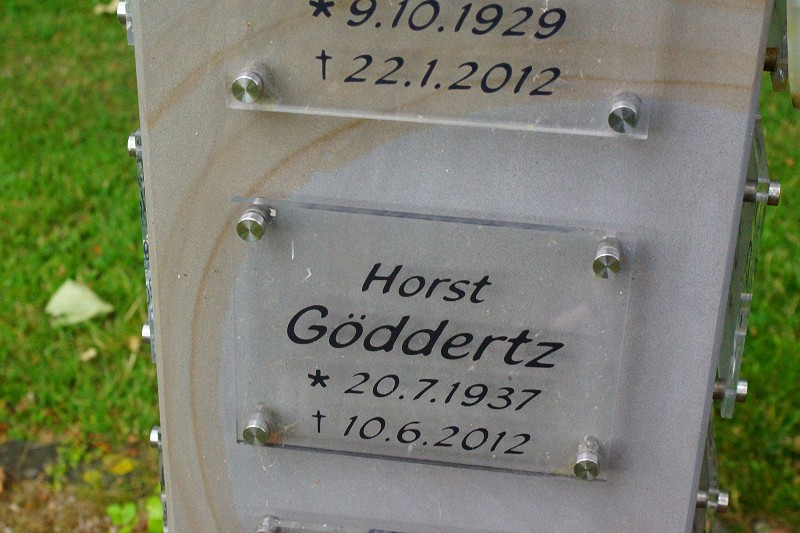 * 9.10.1929
† 22.1.2012
Horst
Göddertz
* 20.7.1937
† 10.6.2012